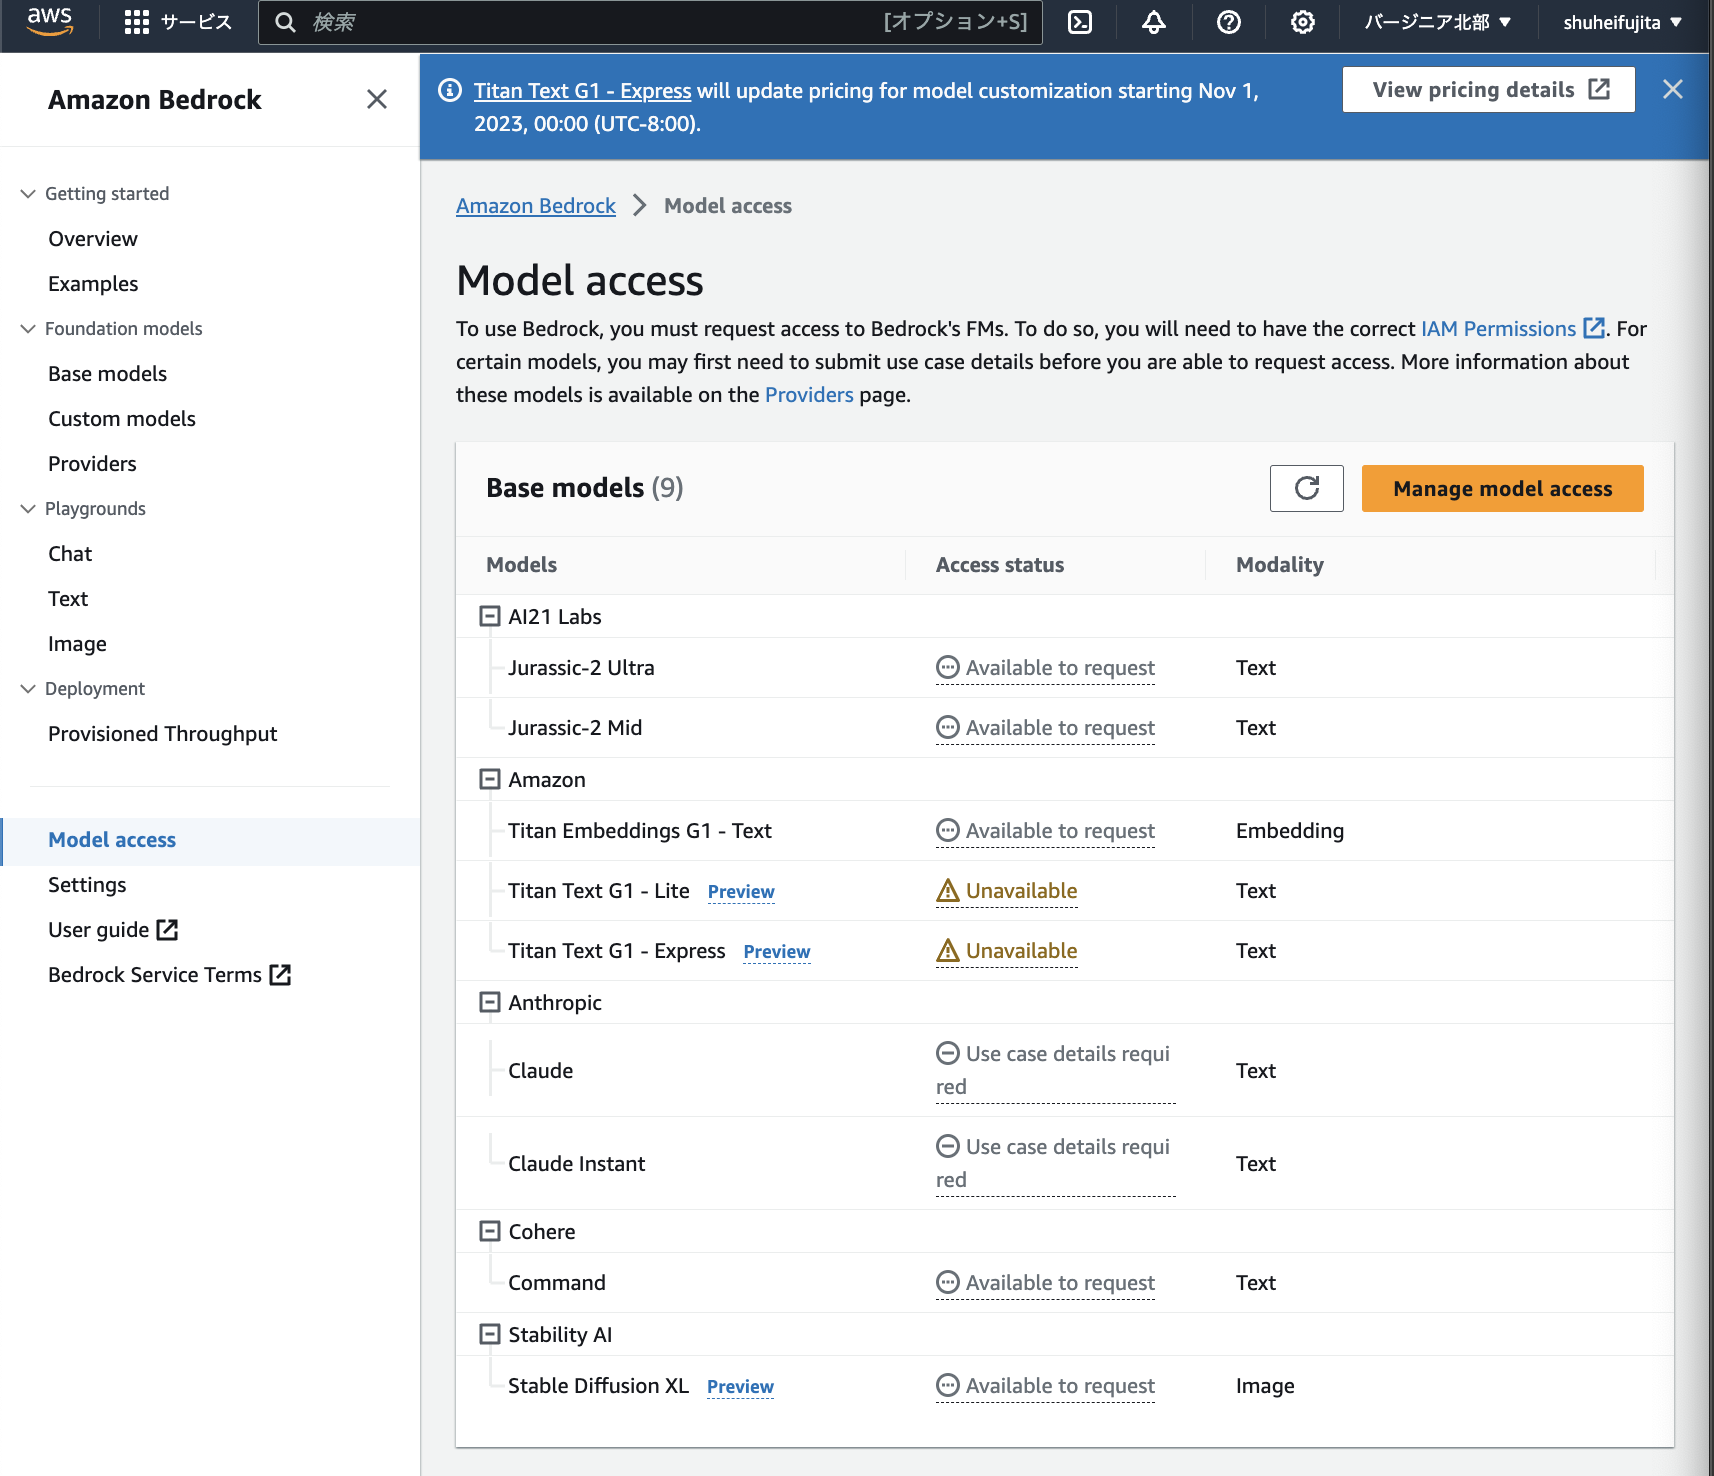 aws
サービス
検索
[オプション+S]
バージニア北部 ▼
shuheifujita ▼
Amazon Bedrock
Getting started
Overview
Examples
Foundation models
Base models
Custom models
Providers
Playgrounds
Chat
Text
Image
Deployment
Provisioned Throughput
Model access
Settings
User guide
Bedrock Service Terms
Titan Text G1 - Express will update pricing for model customization starting Nov 1,
2023, 00:00 (UTC-8:00).
View pricing details
Amazon Bedrock > Model access
Model access
To use Bedrock, you must request access to Bedrock's FMs. To do so, you will need to have the correct IAM Permissions. For
certain models, you may first need to submit use case details before you are able to request access. More information about
these models is available on the Providers page.
Base models (9)
Manage model access
Models Access status Modality
AI21 Labs
Jurassic-2 Ultra Available to request Text
Jurassic-2 Mid Available to request Text
Amazon
Titan Embeddings G1 - Text Available to request Embedding
Titan Text G1 - Lite Preview Unavailable Text
Titan Text G1 - Express Preview Unavailable Text
Anthropic
Claude Use case details requi
red Text
Claude Instant Use case details requi
red Text
Cohere
Command Available to request Text
Stability AI
Stable Diffusion XL Preview Available to request Image